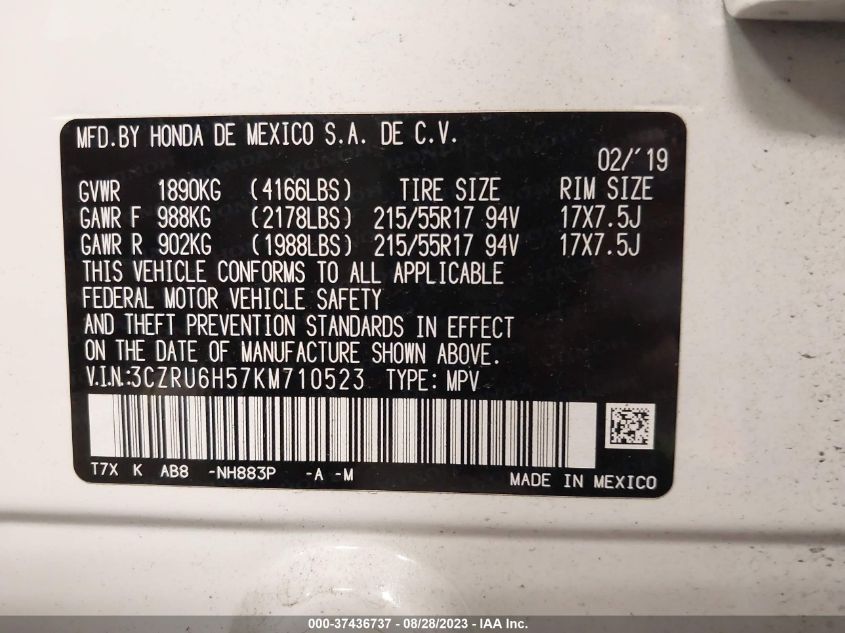 MFD.BY HONDA DE MEXICO S.A. DE C.V.
02/'19
GVWR 1890KG (4166LBS) TIRE SIZE RIM SIZE
GAWR F 988KG (2178LBS) 215/55R17 94V 17X7.5J
GAWR R 902KG (1988LBS) 215/55R17 94V 17X7.5J
THIS VEHICLE CONFORMS TO ALL APPLICABLE
FEDERAL MOTOR VEHICLE SAFETY
AND THEFT PREVENTION STANDARDS IN EFFECT
ON THE DATE OF MANUFACTURE SHOWN ABOVE.
V.I.N.:3CZRU6H57KM710523 TYPE: MPV
T7X K AB8 -NH883P -A -M
MADE IN MEXICO
000-37436737 - 08/28/2023 - IAA Inc.